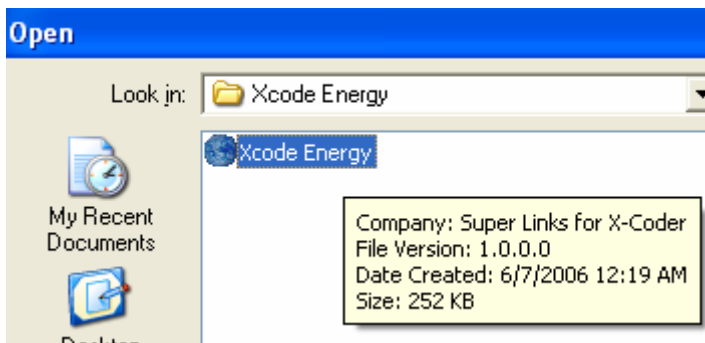 Open
Look in:
Xcode Energy
Xcode Energy
My Recent
Documents
Company: Super Links for X-Coder
File Version: 1.0.0.0
Date Created: 6/7/2006 12:19 AM
Size: 252 KB